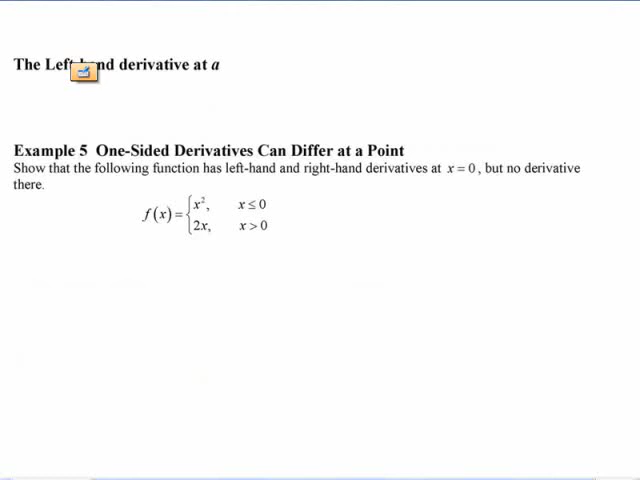 The Left-hand derivative at a
Example 5 One-Sided Derivatives Can Differ at a Point
Show that the following function has left-hand and right-hand derivatives at x = 0, but no derivative
there.
f(x) = { x², x ≤ 0
2x, x > 0